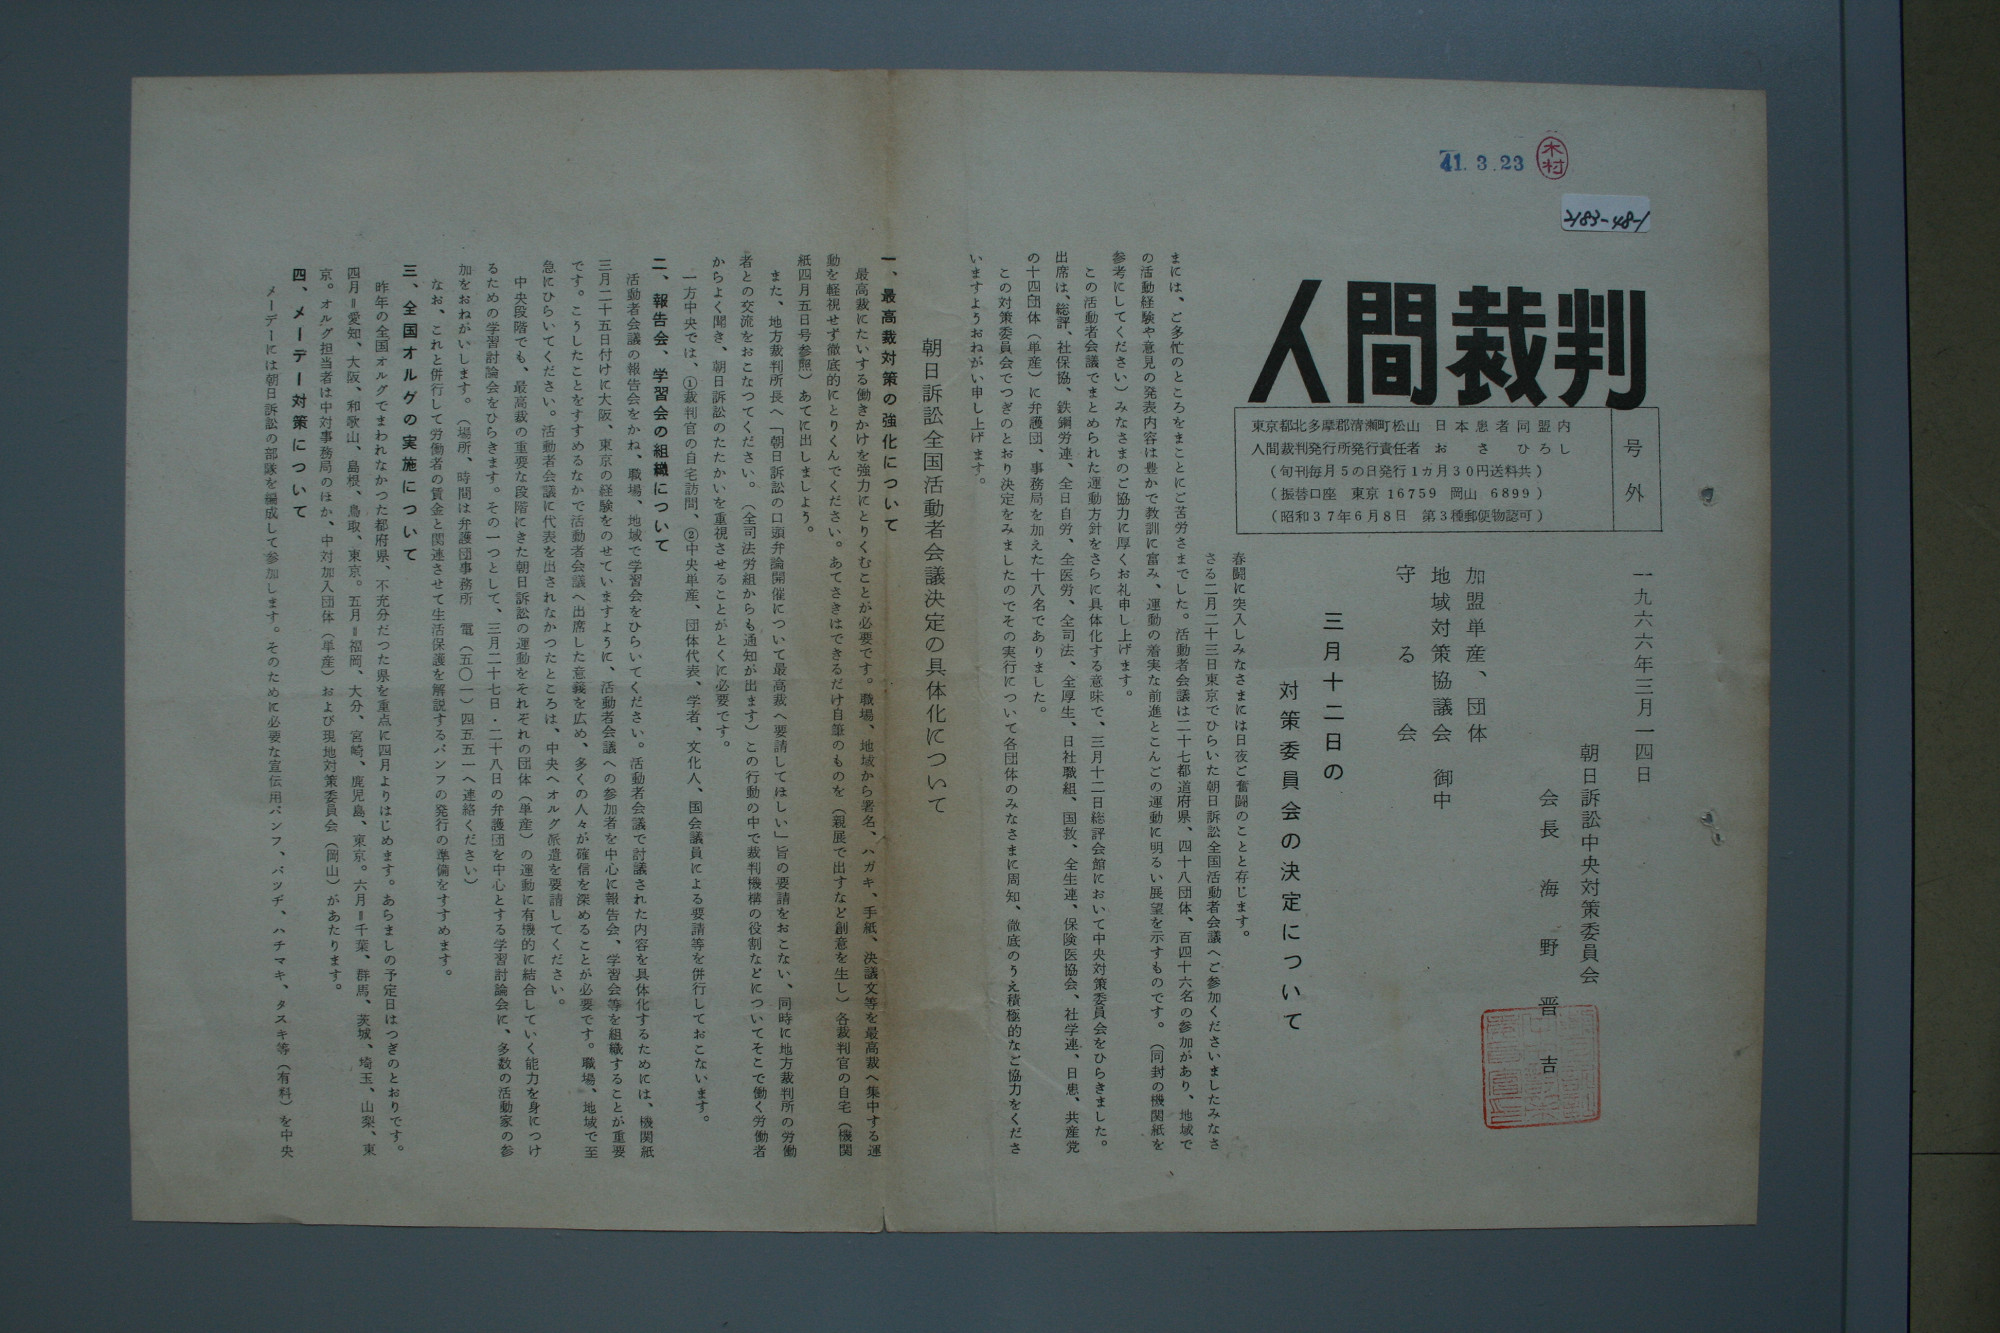 41.3.23
木村
2183-48-1
人間裁判
号外
東京都北多摩郡清瀬町松山 日本患者同盟内
人間裁判発行所発行責任者 おさ ひろし
(旬刊毎月5の日発行1ヵ月30円送料共)
(振替口座 東京 16759 岡山 6899)
(昭和37年6月8日 第3種郵便物認可)
一九六六年三月一四日
朝日訴訟中央対策委員会
会長 海野晋吉
加盟単産、団体
地域対策協議会 御中
守る会
三月十二日の
対策委員会の決定について
春闘に突入しみなさまには日夜ご奮闘のことと存じます。
さる二月二十三日東京でひらいた朝日訴訟全国活動者会議へご参加くださいましたみなさ
まには、ご多忙のところをまことにご苦労さまでした。活動者会議は二十七都道府県、四十八団体、百四十六名の参加があり、地域で
の活動経験や意見の発表内容は豊かで教訓に富み、運動の着実な前進とこんごの運動に明るい展望を示すものです。(同封の機関紙を
参考にしてください)みなさまのご協力に厚くお礼申し上げます。
この活動者会議でまとめられた運動方針をさらに具体化する意味で、三月十二日総評会館において中央対策委員会をひらきました。
出席は、総評、社保協、鉄鋼労連、全日自労、全医労、全司法、全厚生、日社職組、国救、全生連、保険医協会、社学連、日患、共産党
の十四団体(単産)に弁護団、事務局を加えた十八名でありました。
この対策委員会でつぎのとおり決定をみましたのでその実行について各団体のみなさまに周知、徹底のうえ積極的なご協力をくださ
いますようおねがい申し上げます。
朝日訴訟全国活動者会議決定の具体化について
一、最高裁対策の強化について
最高裁にたいする働きかけを強力にとりくむことが必要です。職場、地域から署名、ハガキ、手紙、決議文等を最高裁へ集中する運
動を軽視せず徹底的にとりくんでください。あてさきはできるだけ自筆のものを(親展で出すなど創意を生し)各裁判官の自宅(機関
紙四月五日号参照)あてに出しましよう。
また、地方裁判所長へ「朝日訴訟の口頭弁論開催について最高裁へ要請してほしい」旨の要請をおこない、同時に地方裁判所の労働
者との交流をおこなつてください。(全司法労組からも通知が出ます)この行動の中で裁判機構の役割などについてそこで働く労働者
からよく聞き、朝日訴訟のたたかいを重視させることがとくに必要です。
一方中央では、①裁判官の自宅訪問、②中央単産、団体代表、学者、文化人、国会議員による要請等を併行しておこないます。
二、報告会、学習会の組織について
活動者会議の報告会をかね、職場、地域で学習会をひらいてください。活動者会議で討議された内容を具体化するためには、機関紙
三月二十五日付けに大阪、東京の経験をのせていますように、活動者会議への参加者を中心に報告会、学習会等を組織することが重要
です。こうしたことをすすめるなかで活動者会議へ出席した意義を広め、多くの人々が確信を深めることが必要です。職場、地域で至
急にひらいてください。活動者会議に代表を出されなかつたところは、中央へオルグ派遣を要請してください。
中央段階でも、最高裁の重要な段階にきた朝日訴訟の運動をそれぞれの団体(単産)の運動に有機的に結合していく能力を身につけ
るための学習討論会をひらきます。その一つとして、三月二十七日・二十八日の弁護団を中心とする学習討論会に、多数の活動家の参
加をおねがいします。(場所、時間は弁護団事務所 電(五〇一)四五五一へ連絡ください)
なお、これと併行して労働者の賃金と関連させて生活保護を解説するパンフの発行の準備をすすめます。
三、全国オルグの実施について
昨年の全国オルグでまわれなかつた都府県、不充分だつた県を重点に四月よりはじめます。あらましの予定日はつぎのとおりです。
四月=愛知、大阪、和歌山、島根、鳥取、東京。五月=福岡、大分、宮崎、鹿児島、東京。六月=千葉、群馬、茨城、埼玉、山梨、東
京。オルグ担当者は中対事務局のほか、中対加入団体(単産)および現地対策委員会(岡山)があたります。
四、メーデー対策について
メーデーには朝日訴訟の部隊を編成して参加します。そのために必要な宣伝用パンフ、バツヂ、ハチマキ、タスキ等(有料)を中央